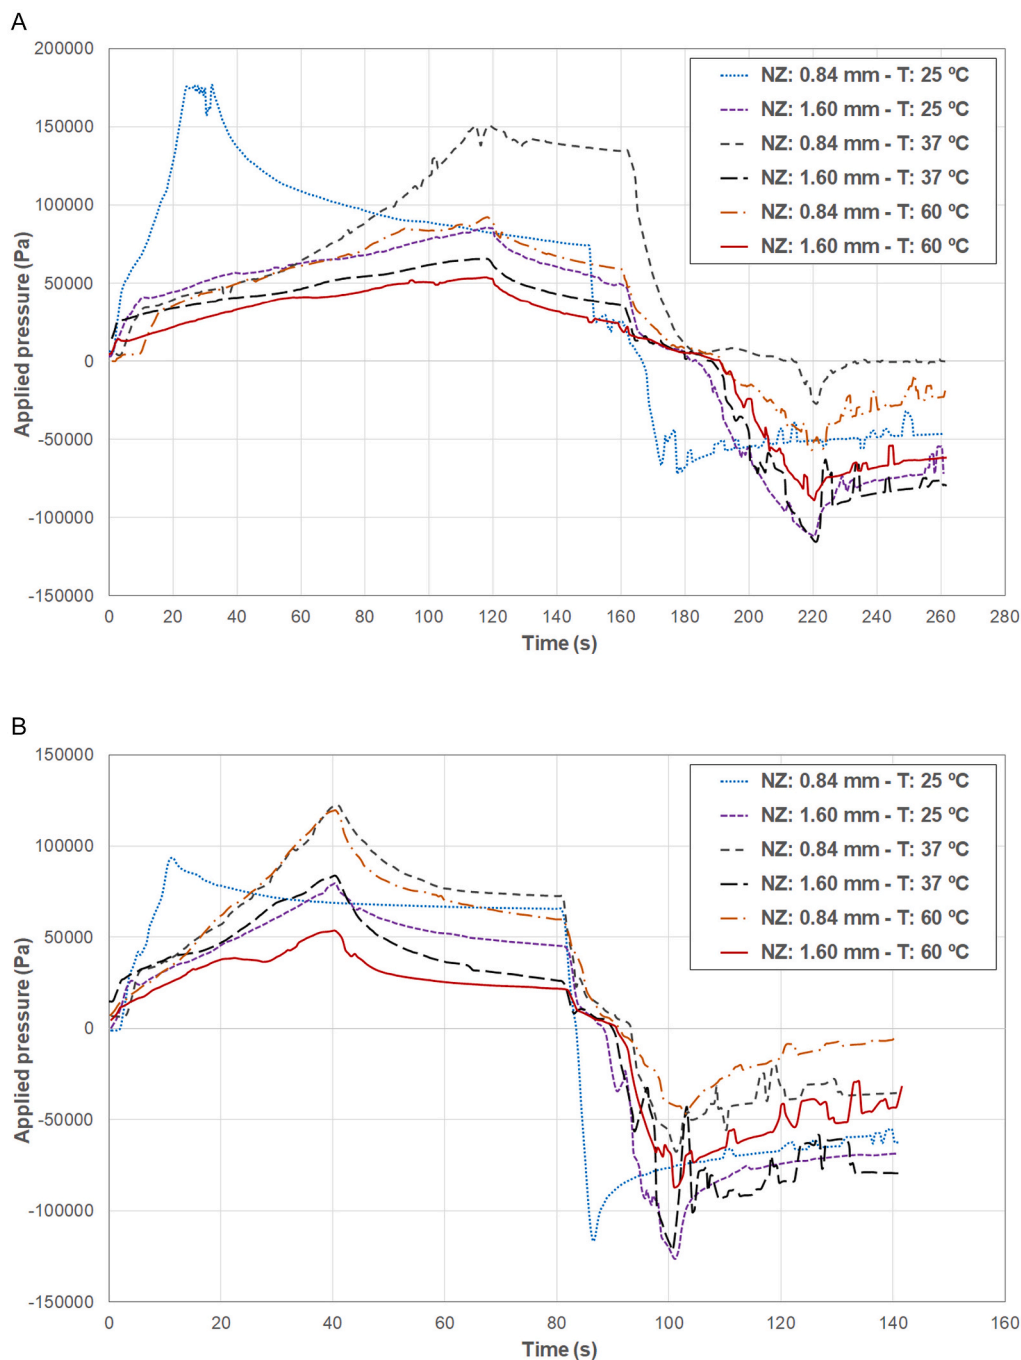 A
200000
150000
100000
50000
0
-50000
-100000
-150000
Applied pressure (Pa)
NZ: 0.84 mm - T: 25 ºC
NZ: 1.60 mm - T: 25 ºC
NZ: 0.84 mm - T: 37 ºC
NZ: 1.60 mm - T: 37 ºC
NZ: 0.84 mm - T: 60 ºC
NZ: 1.60 mm - T: 60 ºC
0 20 40 60 80 100 120 140 160 180 200 220 240 260 280
Time (s)
B
150000
100000
50000
0
-50000
-100000
-150000
Applied pressure (Pa)
NZ: 0.84 mm - T: 25 ºC
NZ: 1.60 mm - T: 25 ºC
NZ: 0.84 mm - T: 37 ºC
NZ: 1.60 mm - T: 37 ºC
NZ: 0.84 mm - T: 60 ºC
NZ: 1.60 mm - T: 60 ºC
0 20 40 60 80 100 120 140 160
Time (s)